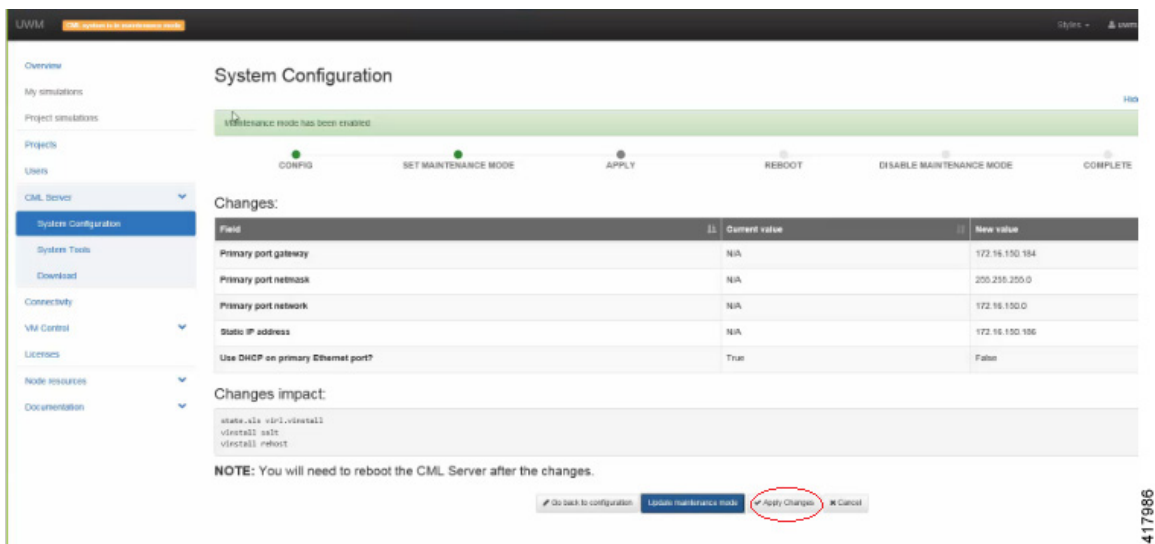 UWM CML system is in maintenance mode Styles uwm
Overview
My simulations
Project simulations
Projects
Users
CML Server
System Configuration
System Tools
Download
Connectivity
VM Control
Licenses
Node resources
Documentation
System Configuration
Hide
Maintenance mode has been enabled
CONFIG SET MAINTENANCE MODE APPLY REBOOT DISABLE MAINTENANCE MODE COMPLETE
Changes:
Field Current value New value
Primary port gateway N/A 172.16.150.184
Primary port netmask N/A 255.255.255.0
Primary port network N/A 172.16.150.0
Static IP address N/A 172.16.150.186
Use DHCP on primary Ethernet port? True False
Changes impact:
state.sls virl.vinstall
vinstall salt
vinstall rehost
NOTE: You will need to reboot the CML Server after the changes.
Go back to configuration Update maintenance mode Apply Changes Cancel
417986